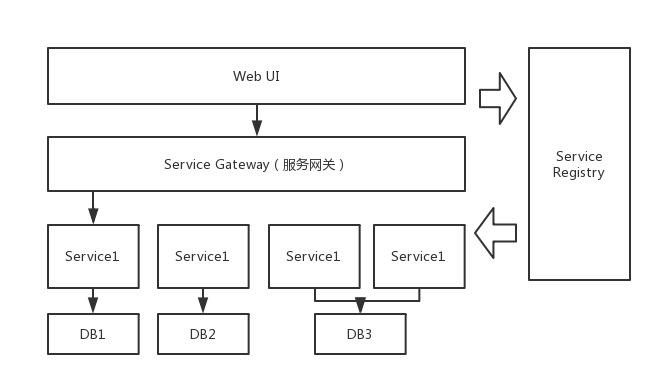 Web UI
Service Gateway（服务网关）
Service
Registry
Service1
Service1
Service1
Service1
DB1
DB2
DB3